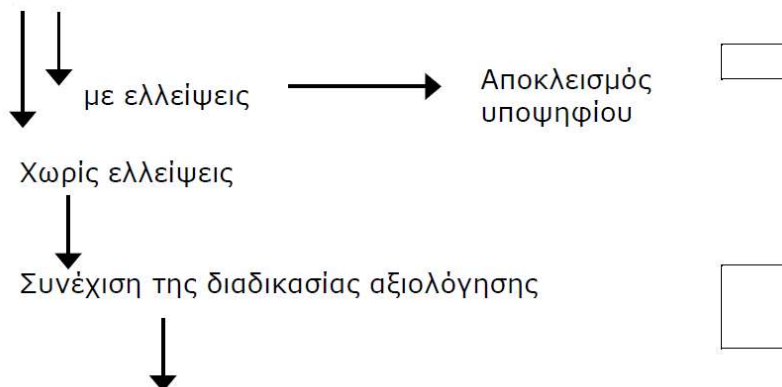 με ελλείψεις
Αποκλεισμός
υποψηφίου
Χωρίς ελλείψεις
Συνέχιση της διαδικασίας αξιολόγησης